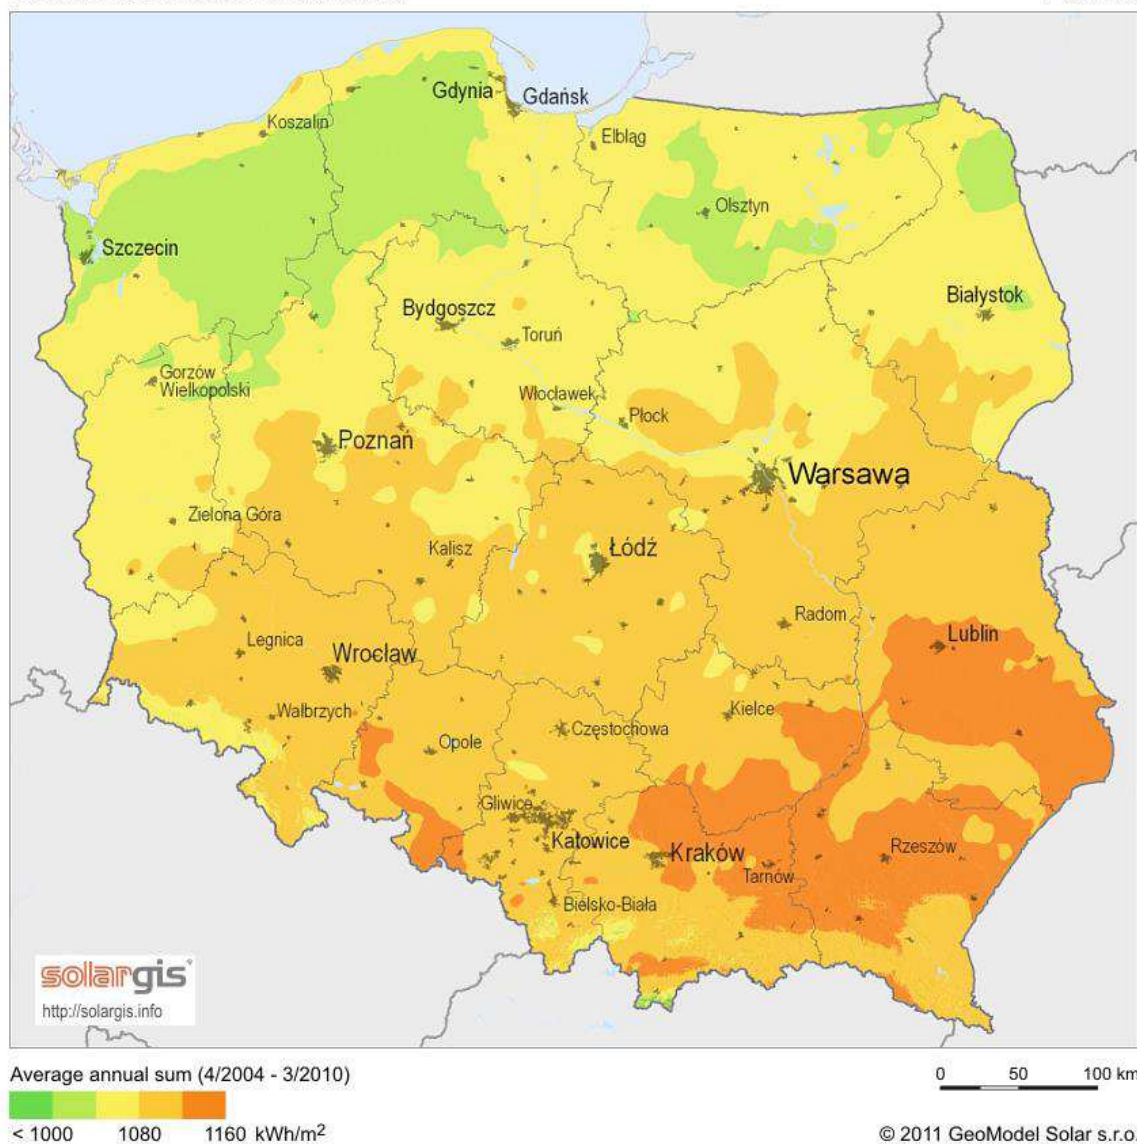 Gdynia
Gdańsk
Koszalin
Elbląg
Olsztyn
Szczecin
Białystok
Bydgoszcz
Toruń
Gorzów
Wielkopolski
Włocławek
Płock
Poznan
Warsawa
Zielona Góra
Kalisz
Łódź
Radom
Legnica
Lublin
Wrocław
Wałbrzych
Kielce
Opole
Częstochowa
Gliwice
Katowice
Kraków
Rzeszów
Tarnów
Bielsko-Biała
solargis
http://solargis.info
Average annual sum (4/2004 - 3/2010)
0 50 100 km
< 1000 1080 1160 kWh/m²
© 2011 GeoModel Solar s.r.o.